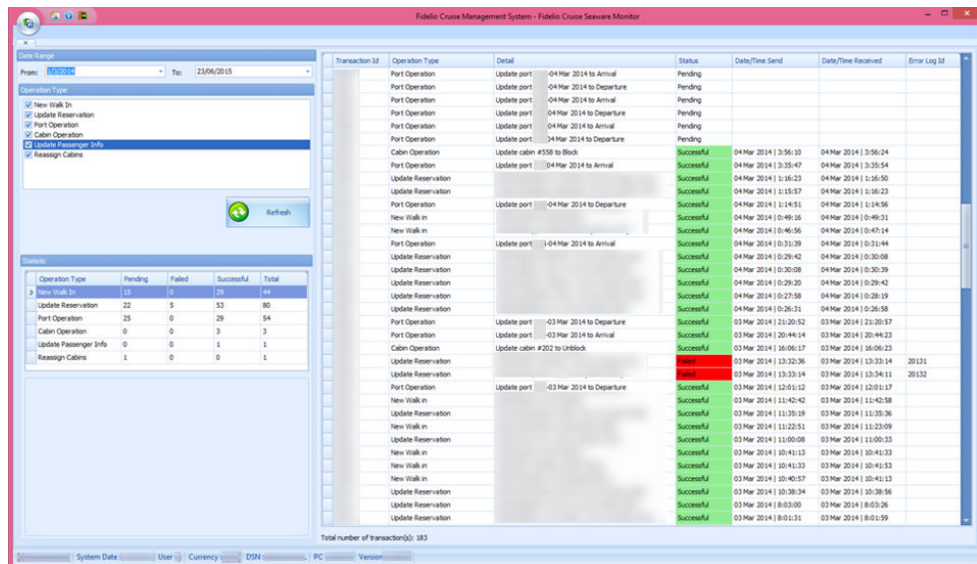 Fidelio Cruise Management System - Fidelio Cruise Seaware Monitor
Date Range
From: 1/3/2014 To: 23/06/2015
Operation Type
New Walk In
Update Reservation
Port Operation
Cabin Operation
Update Passenger Info
Reassign Cabins
Refresh
Statistic
Operation Type Pending Failed Successful Total
New Walk In 15 0 29 44
Update Reservation 22 5 53 80
Port Operation 25 0 29 54
Cabin Operation 0 0 3 3
Update Passenger Info 0 0 1 1
Reassign Cabins 1 0 0 1
Transaction Id Operation Type Detail Status Date/Time Send Date/Time Received Error Log Id
Port Operation Update port -04 Mar 2014 to Arrival Pending
Port Operation Update port -04 Mar 2014 to Departure Pending
Port Operation Update port -04 Mar 2014 to Arrival Pending
Port Operation Update port 04 Mar 2014 to Departure Pending
Port Operation Update port 04 Mar 2014 to Arrival Pending
Port Operation Update port 04 Mar 2014 to Departure Pending
Cabin Operation Update cabin #558 to Block Successful 04 Mar 2014 | 3:56:10 04 Mar 2014 | 3:56:24
Port Operation Update port 04 Mar 2014 to Arrival Successful 04 Mar 2014 | 3:35:47 04 Mar 2014 | 3:35:54
Update Reservation Successful 04 Mar 2014 | 1:16:23 04 Mar 2014 | 1:16:50
Update Reservation Successful 04 Mar 2014 | 1:15:57 04 Mar 2014 | 1:16:23
Port Operation Update port -04 Mar 2014 to Departure Successful 04 Mar 2014 | 1:14:51 04 Mar 2014 | 1:14:56
New Walk in Successful 04 Mar 2014 | 0:49:16 04 Mar 2014 | 0:49:31
New Walk in Successful 04 Mar 2014 | 0:46:56 04 Mar 2014 | 0:47:14
Port Operation Update port -04 Mar 2014 to Arrival Successful 04 Mar 2014 | 0:31:39 04 Mar 2014 | 0:31:44
Update Reservation Successful 04 Mar 2014 | 0:29:42 04 Mar 2014 | 0:30:08
Update Reservation Successful 04 Mar 2014 | 0:30:08 04 Mar 2014 | 0:30:39
Update Reservation Successful 04 Mar 2014 | 0:29:20 04 Mar 2014 | 0:29:42
Update Reservation Successful 04 Mar 2014 | 0:27:58 04 Mar 2014 | 0:28:19
Update Reservation Successful 04 Mar 2014 | 0:26:31 04 Mar 2014 | 0:26:58
Port Operation Update port -03 Mar 2014 to Departure Successful 03 Mar 2014 | 21:20:52 03 Mar 2014 | 21:20:57
Port Operation Update port -03 Mar 2014 to Arrival Successful 03 Mar 2014 | 20:44:14 03 Mar 2014 | 20:44:23
Cabin Operation Update cabin #202 to Unblock Successful 03 Mar 2014 | 16:06:17 03 Mar 2014 | 16:06:23
Update Reservation Failed 03 Mar 2014 | 13:32:36 03 Mar 2014 | 13:33:14 20131
Update Reservation Failed 03 Mar 2014 | 13:33:14 03 Mar 2014 | 13:34:11 20132
Port Operation Update port -03 Mar 2014 to Departure Successful 03 Mar 2014 | 12:01:12 03 Mar 2014 | 12:01:17
New Walk in Successful 03 Mar 2014 | 11:42:42 03 Mar 2014 | 11:42:58
Update Reservation Successful 03 Mar 2014 | 11:35:19 03 Mar 2014 | 11:35:36
New Walk in Successful 03 Mar 2014 | 11:22:51 03 Mar 2014 | 11:23:09
Update Reservation Successful 03 Mar 2014 | 11:00:08 03 Mar 2014 | 11:00:33
New Walk in Successful 03 Mar 2014 | 10:41:13 03 Mar 2014 | 10:41:33
New Walk in Successful 03 Mar 2014 | 10:41:33 03 Mar 2014 | 10:41:53
New Walk in Successful 03 Mar 2014 | 10:40:57 03 Mar 2014 | 10:41:13
Update Reservation Successful 03 Mar 2014 | 10:38:34 03 Mar 2014 | 10:38:56
Update Reservation Successful 03 Mar 2014 | 8:03:00 03 Mar 2014 | 8:03:26
Update Reservation Successful 03 Mar 2014 | 8:01:31 03 Mar 2014 | 8:01:59
Total number of transaction(s): 183
System Date : User Currency : DSN : PC Version